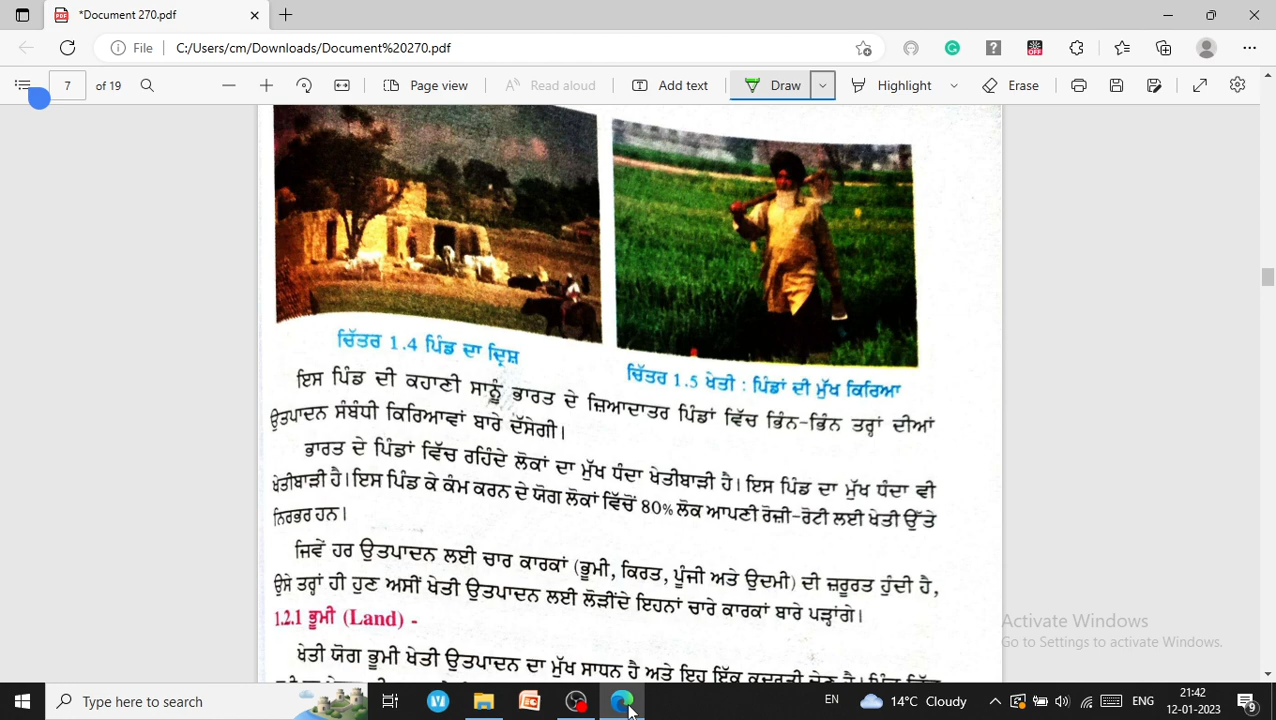 *Document 270.pdf
File C:/Users/cm/Downloads/Document%20270.pdf
7 of 19 Page view Read aloud Add text Draw Highlight Erase
ਚਿੱਤਰ 1.4 ਪਿੰਡ ਦਾ ਦ੍ਰਿਸ਼
ਚਿੱਤਰ 1.5 ਖੇਤੀ : ਪਿੰਡਾਂ ਦੀ ਮੁੱਖ ਕਿਰਿਆ
ਇਸ ਪਿੰਡ ਦੀ ਕਹਾਣੀ ਸਾਨੂੰ ਭਾਰਤ ਦੇ ਜ਼ਿਆਦਾਤਰ ਪਿੰਡਾਂ ਵਿੱਚ ਭਿੰਨ-ਭਿੰਨ ਤਰ੍ਹਾਂ ਦੀਆਂ
ਉਤਪਾਦਨ ਸੰਬੰਧੀ ਕਿਰਿਆਵਾਂ ਬਾਰੇ ਦੱਸੇਗੀ।
ਭਾਰਤ ਦੇ ਪਿੰਡਾਂ ਵਿੱਚ ਰਹਿੰਦੇ ਲੋਕਾਂ ਦਾ ਮੁੱਖ ਧੰਦਾ ਖੇਤੀਬਾੜੀ ਹੈ। ਇਸ ਪਿੰਡ ਦਾ ਮੁੱਖ ਧੰਦਾ ਵੀ
ਖੇਤੀਬਾੜੀ ਹੈ। ਇਸ ਪਿੰਡ ਕੇ ਕੰਮ ਕਰਨ ਦੇ ਯੋਗ ਲੋਕਾਂ ਵਿੱਚੋਂ 80% ਲੋਕ ਆਪਣੀ ਰੋਜ਼ੀ-ਰੋਟੀ ਲਈ ਖੇਤੀ ਉੱਤੇ
ਨਿਰਭਰ ਹਨ।
ਜਿਵੇਂ ਹਰ ਉਤਪਾਦਨ ਲਈ ਚਾਰ ਕਾਰਕਾਂ (ਭੂਮੀ, ਕਿਰਤ, ਪੂੰਜੀ ਅਤੇ ਉਦਮੀ) ਦੀ ਜ਼ਰੂਰਤ ਹੁੰਦੀ ਹੈ,
ਉਸੇ ਤਰ੍ਹਾਂ ਹੀ ਹੁਣ ਅਸੀਂ ਖੇਤੀ ਉਤਪਾਦਨ ਲਈ ਲੋੜੀਂਦੇ ਇਹਨਾਂ ਚਾਰੇ ਕਾਰਕਾਂ ਬਾਰੇ ਪੜ੍ਹਾਂਗੇ।
1.2.1 ਭੂਮੀ (Land) -
ਖੇਤੀ ਯੋਗ ਭੂਮੀ ਖੇਤੀ ਉਤਪਾਦਨ ਦਾ ਮੁੱਖ ਸਾਧਨ ਹੈ ਅਤੇ ਇਹ ਇੱਕ ਕੁਦਰਤੀ ਦੇਣ ਹੈ।
Activate Windows
Go to Settings to activate Windows.
Type here to search
EN 14°C Cloudy ENG 21:42
12-01-2023 9